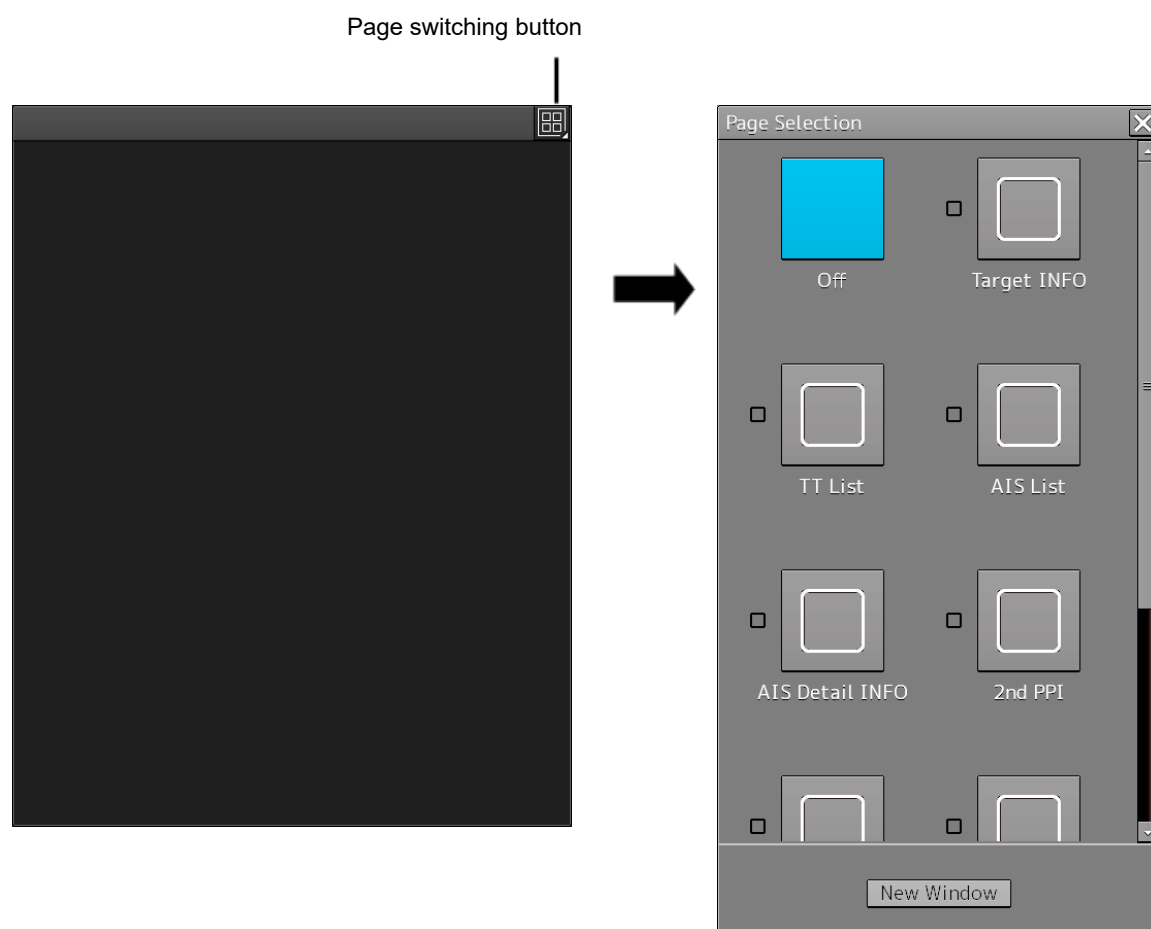 Page switching button
Page Selection
Off
Target INFO
TT List
AIS List
AIS Detail INFO
2nd PPI
New Window